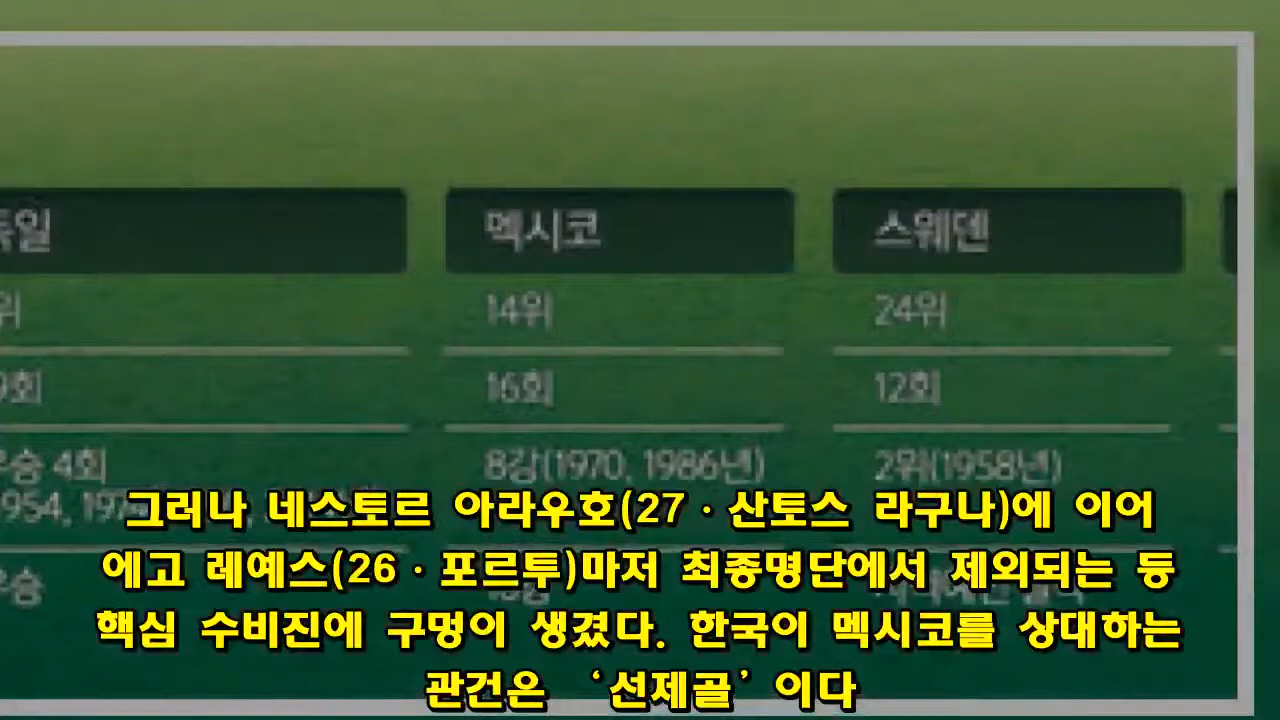 독일
멕시코
스웨덴
14위
24위
16회
12회
4회
8강(1970, 1986년)
2위(1958년)
그러나 네스토르 아라우호(27·산토스 라구나)에 이어
에고 레예스(26·포르투)마저 최종명단에서 제외되는 등
핵심 수비진에 구멍이 생겼다. 한국이 멕시코를 상대하는
관건은 ‘선제골’이다